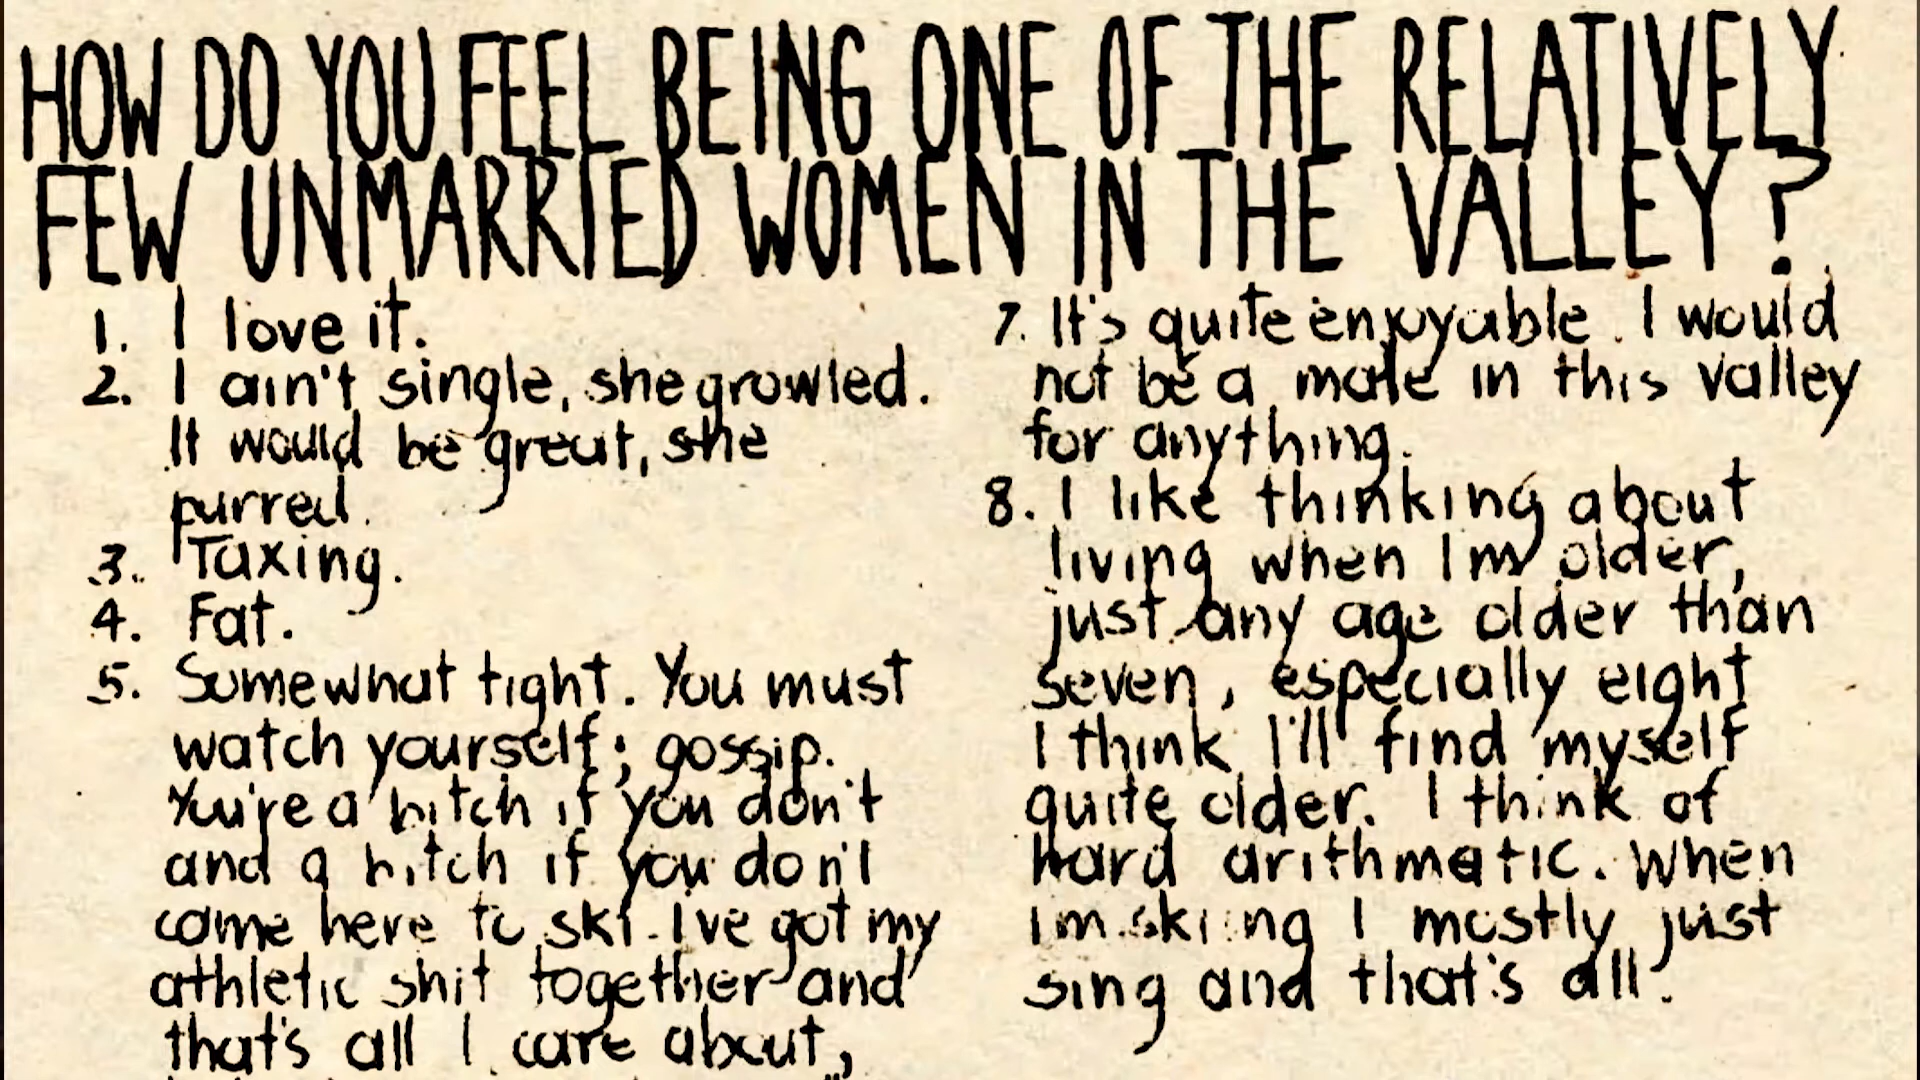 HOW DO YOU FEEL BEING ONE OF THE RELATIVELY
FEW UNMARRIED WOMEN IN THE VALLEY?
1. I love it.
2. I ain't single, she growled.
It would be great, she
purred.
3. Taxing.
4. Fat.
5. Somewhat tight. You must
watch yourself; gossip.
You're a bitch if you don't
and a bitch if you don't
come here to ski. I've got my
athletic shit together and
that's all I care about,
7. It's quite enjoyable. I would
not be a male in this valley
for anything.
8. I like thinking about
living when I'm older,
just any age older than
seven, especially eight
I think I'll find myself
quite older. I think of
hard arithmatic. When
I'm skiing I mostly just
sing and that's all.